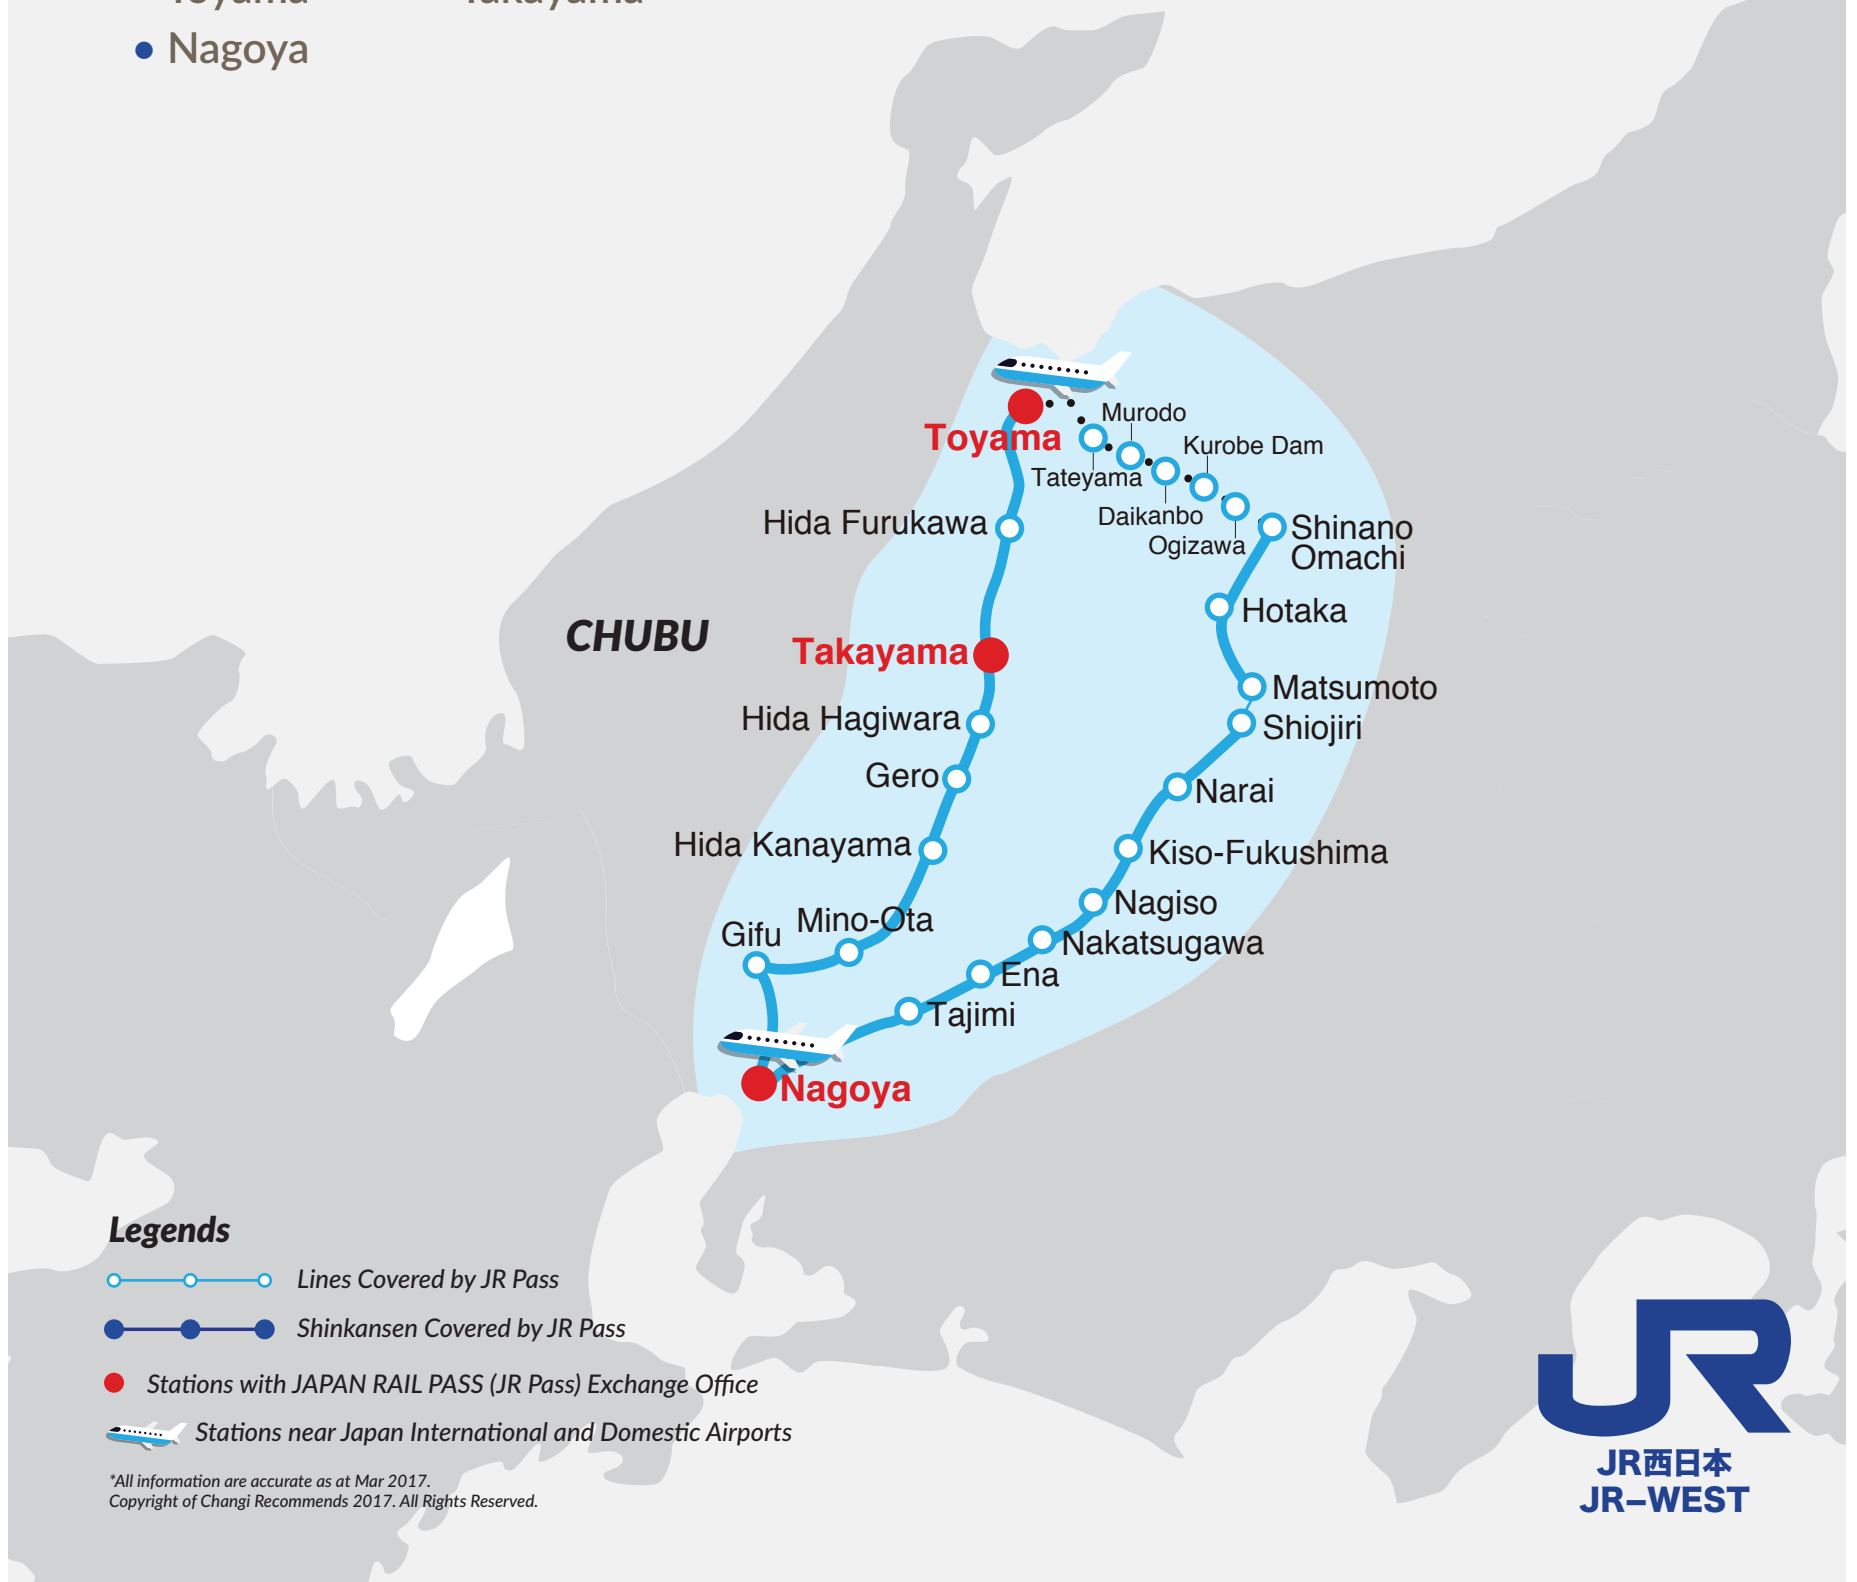 Toyama
Takayama
• Nagoya
Murodo
Toyama
Kurobe Dam
Tateyama
Daikanbo
Ogizawa
Hida Furukawa
Shinano
Omachi
Hotaka
CHUBU
Takayama
Matsumoto
Hida Hagiwara
Shiojiri
Gero
Narai
Hida Kanayama
Kiso-Fukushima
Nagiso
Mino-Ota
Gifu
Nakatsugawa
Ena
Tajimi
Nagoya
Legends
Lines Covered by JR Pass
Shinkansen Covered by JR Pass
Stations with JAPAN RAIL PASS (JR Pass) Exchange Office
Stations near Japan International and Domestic Airports
*All information are accurate as at Mar 2017.
Copyright of Changi Recommends 2017. All Rights Reserved.
JR
JR西日本
JR–WEST